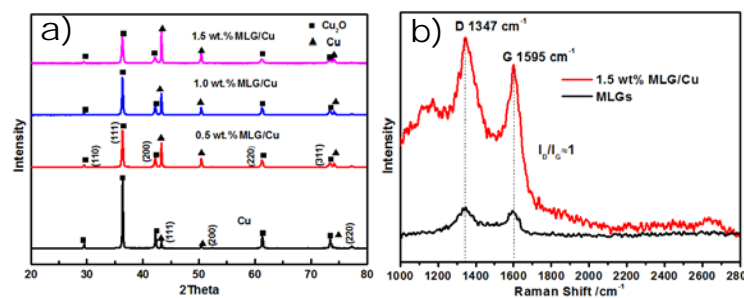 a)
■ Cu₂O
▲ Cu
1.5 wt.% MLG/Cu
1.0 wt.% MLG/Cu
0.5 wt.% MLG/Cu
(110)
(111)
(200)
(220)
(311)
Cu
(111)
(200)
(220)
Intensity
20 30 40 50 60 70 80
2Theta
b)
D 1347 cm⁻¹
G 1595 cm⁻¹
1.5 wt% MLG/Cu
MLGs
I_D/I_G≈1
Intensity
1000 1200 1400 1600 1800 2000 2200 2400 2600 2800
Raman Shift /cm⁻¹